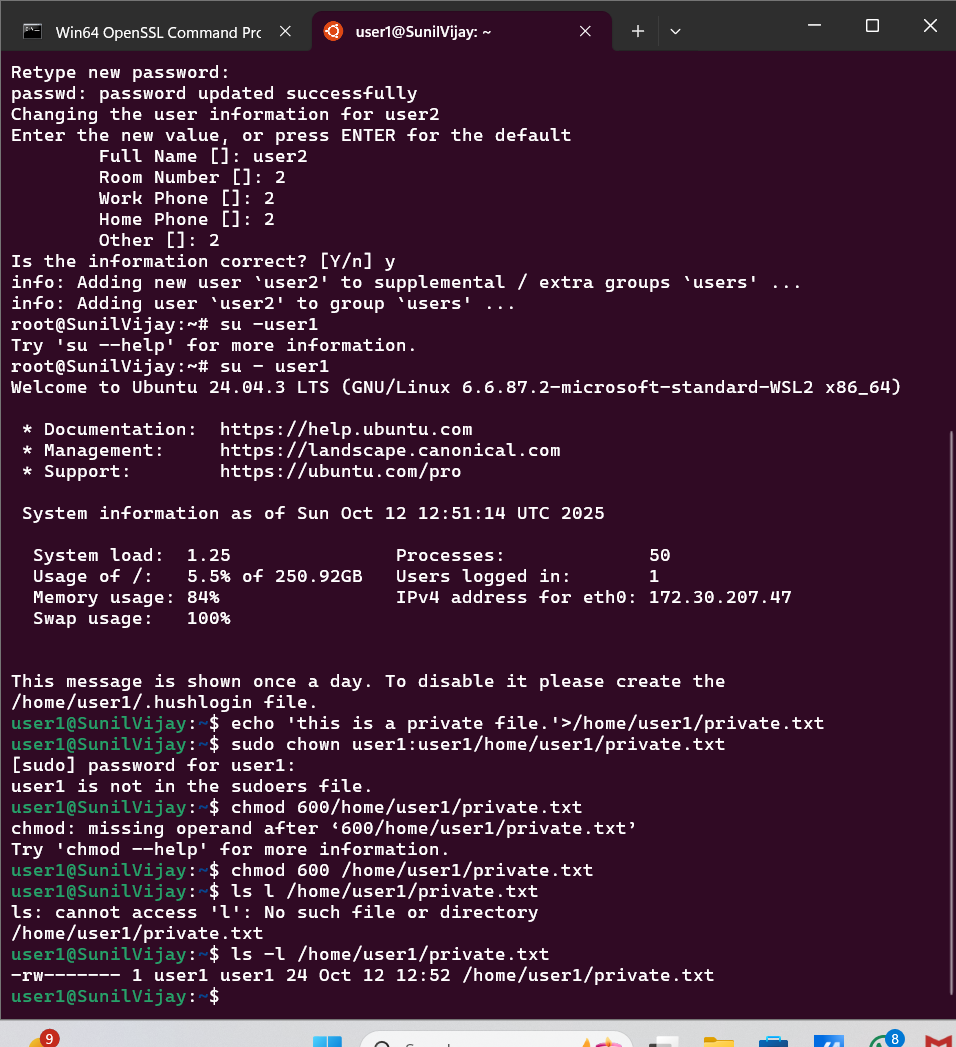 Win64 OpenSSL Command Prc
user1@SunilVijay: ~
Retype new password:
passwd: password updated successfully
Changing the user information for user2
Enter the new value, or press ENTER for the default
Full Name []: user2
Room Number []: 2
Work Phone []: 2
Home Phone []: 2
Other []: 2
Is the information correct? [Y/n] y
info: Adding new user `user2' to supplemental / extra groups `users' ...
info: Adding user `user2' to group `users' ...
root@SunilVijay:~# su -user1
Try 'su --help' for more information.
root@SunilVijay:~# su - user1
Welcome to Ubuntu 24.04.3 LTS (GNU/Linux 6.6.87.2-microsoft-standard-WSL2 x86_64)
* Documentation: https://help.ubuntu.com
* Management: https://landscape.canonical.com
* Support: https://ubuntu.com/pro
System information as of Sun Oct 12 12:51:14 UTC 2025
System load: 1.25 Processes: 50
Usage of /: 5.5% of 250.92GB Users logged in: 1
Memory usage: 84% IPv4 address for eth0: 172.30.207.47
Swap usage: 100%
This message is shown once a day. To disable it please create the
/home/user1/.hushlogin file.
user1@SunilVijay:~$ echo 'this is a private file.'>/home/user1/private.txt
user1@SunilVijay:~$ sudo chown user1:user1/home/user1/private.txt
[sudo] password for user1:
user1 is not in the sudoers file.
user1@SunilVijay:~$ chmod 600/home/user1/private.txt
chmod: missing operand after ‘600/home/user1/private.txt’
Try 'chmod --help' for more information.
user1@SunilVijay:~$ chmod 600 /home/user1/private.txt
user1@SunilVijay:~$ ls l /home/user1/private.txt
ls: cannot access 'l': No such file or directory
/home/user1/private.txt
user1@SunilVijay:~$ ls -l /home/user1/private.txt
-rw------- 1 user1 user1 24 Oct 12 12:52 /home/user1/private.txt
user1@SunilVijay:~$
9
8